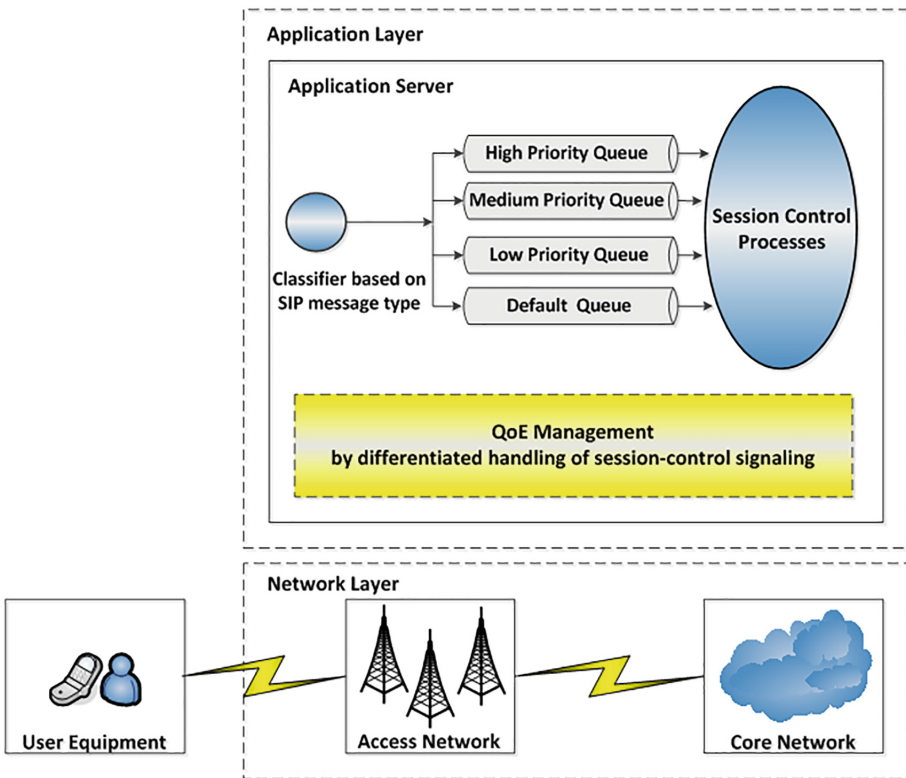 Application Layer
Application Server
High Priority Queue
Medium Priority Queue
Low Priority Queue
Default Queue
Classifier based on
SIP message type
Session Control
Processes
QoE Management
by differentiated handling of session-control signaling
Network Layer
User Equipment
Access Network
Core Network